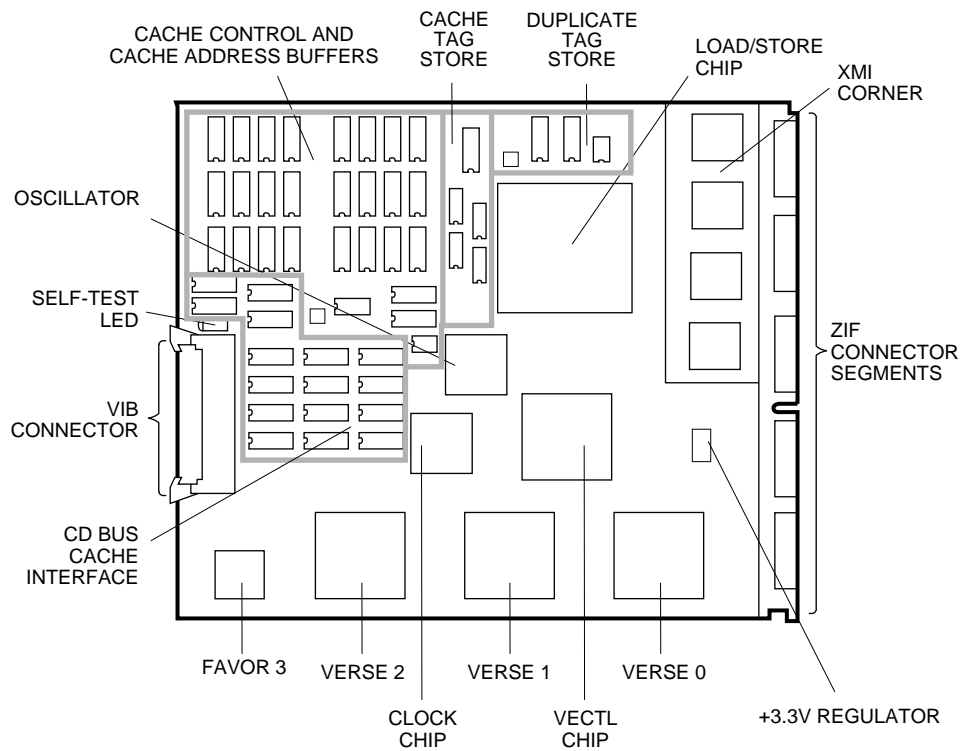 CACHE CONTROL AND
CACHE ADDRESS BUFFERS
CACHE
TAG
STORE
DUPLICATE
TAG
STORE
LOAD/STORE
CHIP
XMI
CORNER
OSCILLATOR
SELF-TEST
LED
VIB
CONNECTOR
ZIF
CONNECTOR
SEGMENTS
CD BUS
CACHE
INTERFACE
FAVOR 3
VERSE 2
VERSE 1
VERSE 0
CLOCK
CHIP
VECTL
CHIP
+3.3V REGULATOR